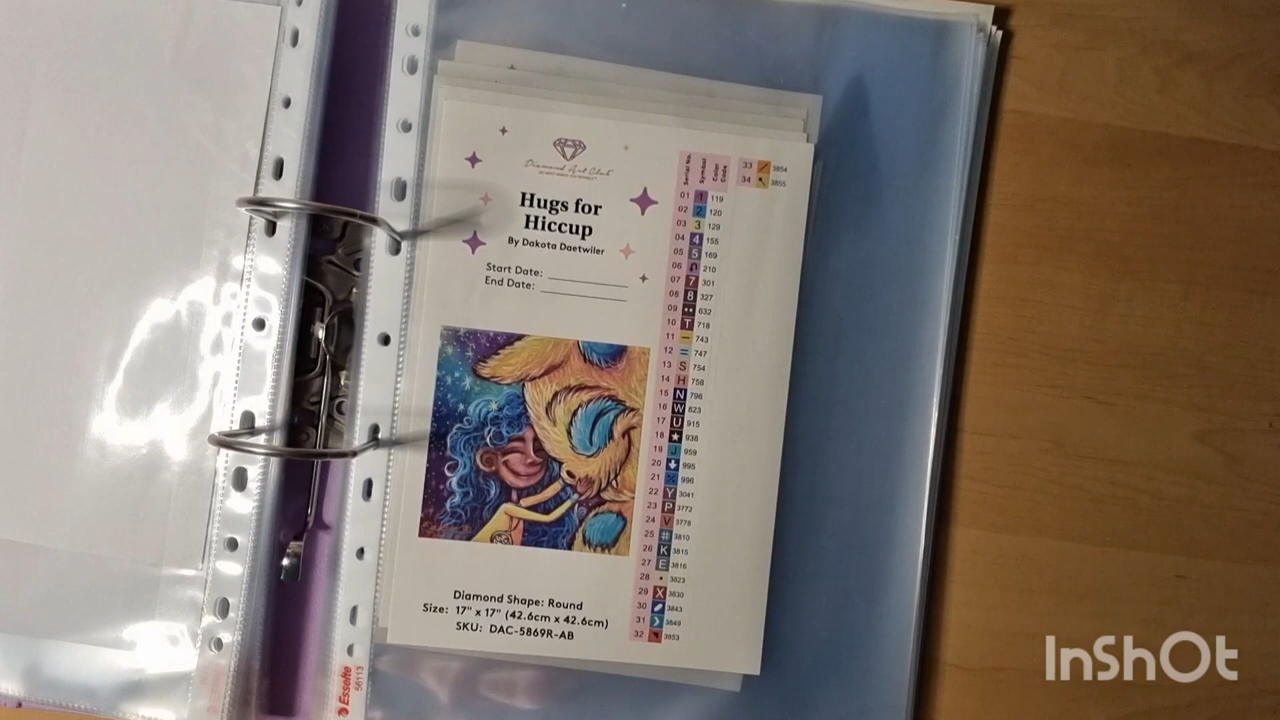 Diamond Art Club
Hugs for
Hiccup
By Dakota Daetwiler
Start Date:
End Date:
Diamond Shape: Round
Size: 17" x 17" (42.6cm x 42.6cm)
SKU: DAC-5869R-AB
Serial No. Symbol Color Code
01 1 119
02 2 120
03 3 129
04 4 155
05 5 169
06 210
07 7 301
08 8 327
09 632
10 T 718
11 743
12 = 747
13 S 754
14 H 758
15 N 796
16 W 823
17 U 915
18 ★ 938
19 J 959
20 995
21 996
22 Y 3041
23 P 3772
24 V 3778
25 # 3810
26 K 3815
27 E 3816
28 • 3823
29 X 3830
30 3843
31 3849
32 3853
33 / 3854
34 3855
Esselte
56113
InShOt